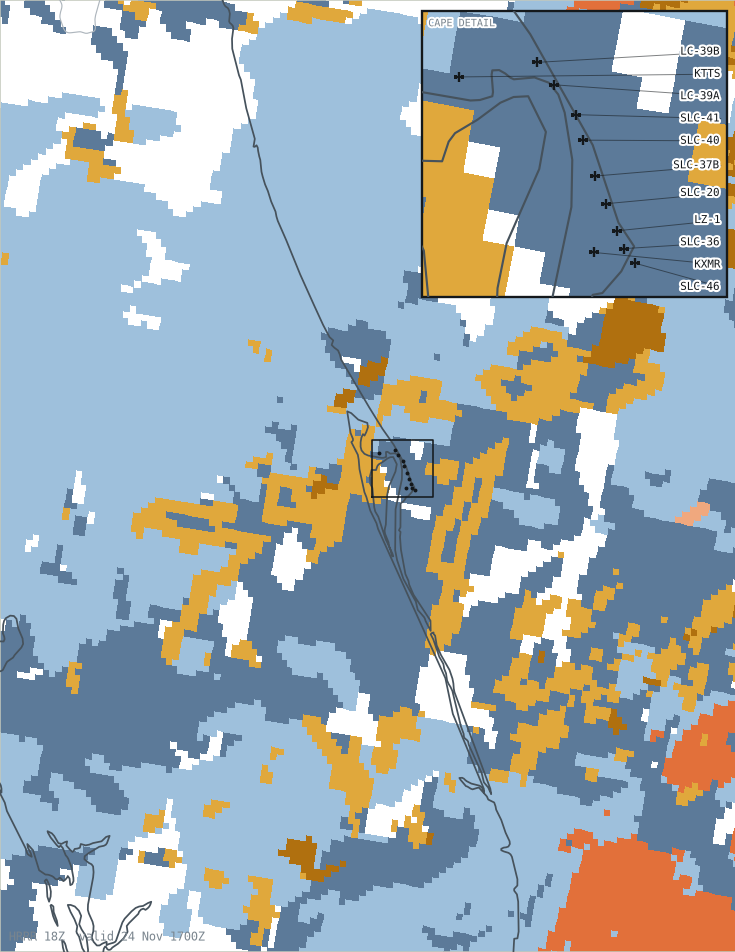 CAPE DETAIL
LC-39B
KTTS
LC-39A
SLC-41
SLC-40
SLC-37B
SLC-20
LZ-1
SLC-36
KXMR
SLC-46
18Z valid 24 Nov 1700Z